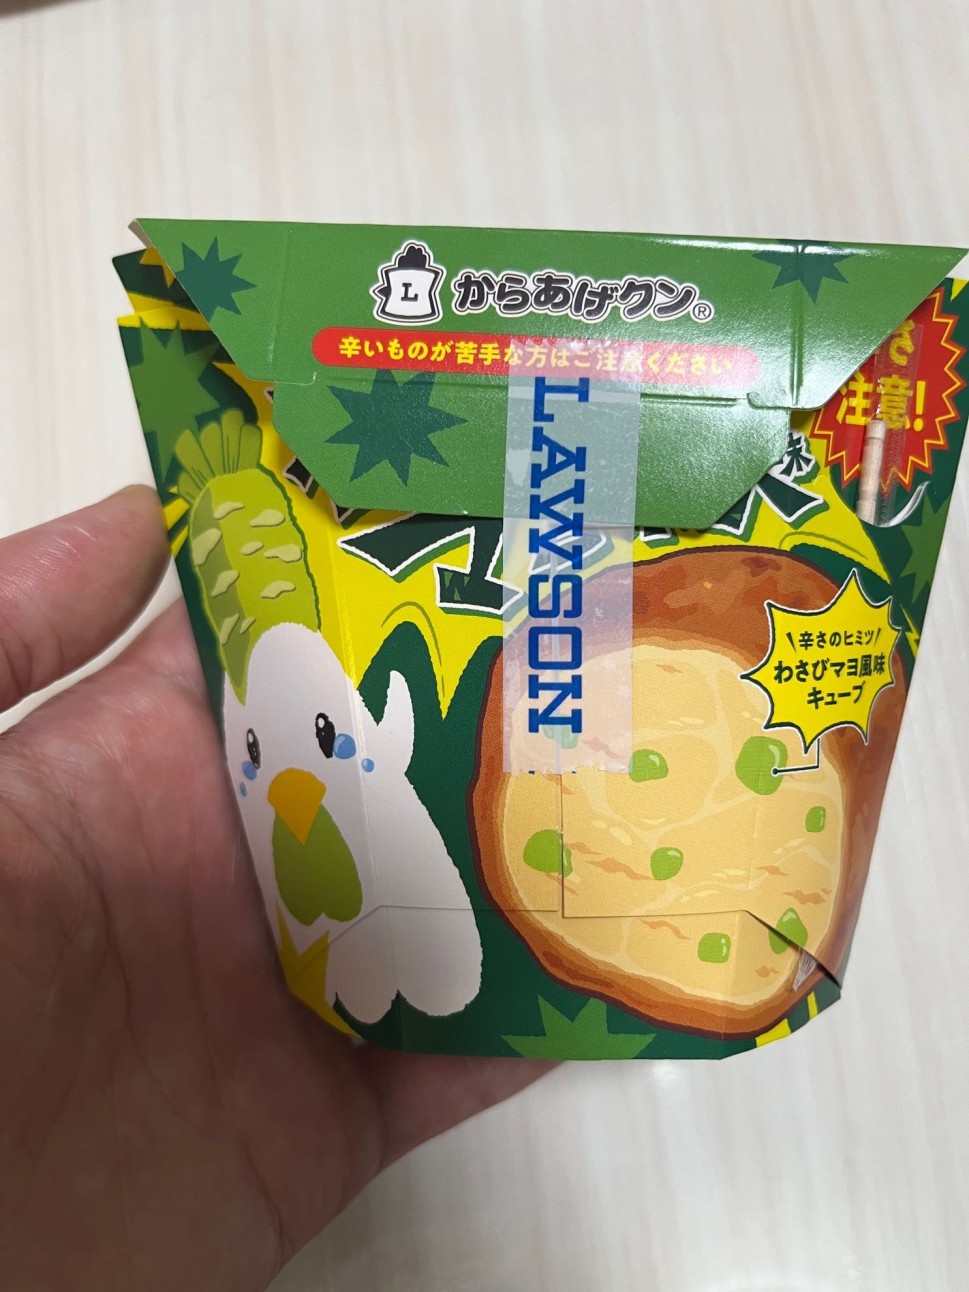 L からあげクン®
辛いものが苦手な方はご注意ください
注意!
味
LAWSON
辛さのヒミツ
わさびマヨ風味
キューブ